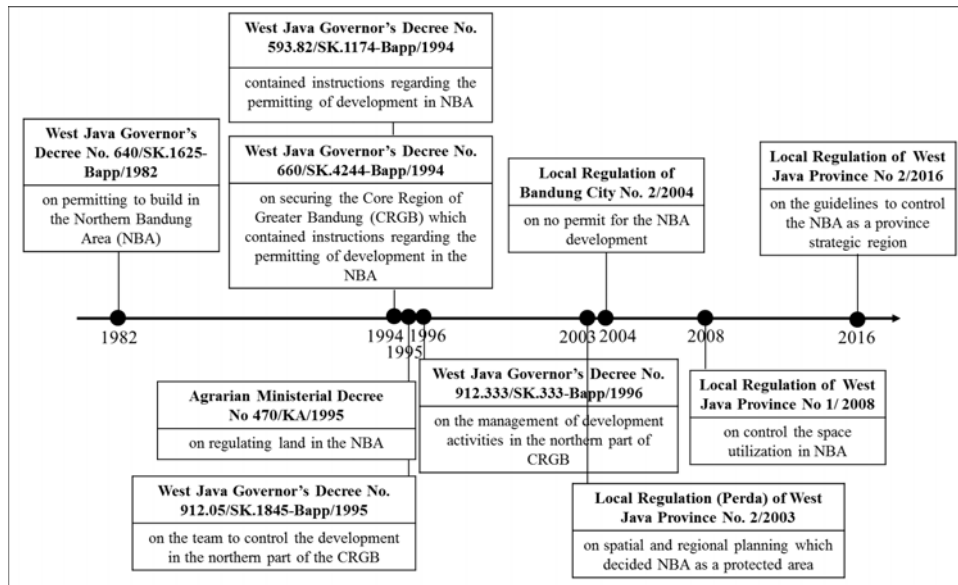 West Java Governor's Decree No.
593.82/SK.1174-Bapp/1994
contained instructions regarding the
permitting of development in NBA
West Java Governor's
Decree No. 640/SK.1625-
Bapp/1982
on permitting to build in
the Northern Bandung
Area (NBA)
West Java Governor's Decree No.
660/SK.4244-Bapp/1994
on securing the Core Region of
Greater Bandung (CRGB) which
contained instructions regarding the
permitting of development in the
NBA
Local Regulation of
Bandung City No. 2/2004
on no permit for the NBA
development
Local Regulation of West
Java Province No 2/2016
on the guidelines to control
the NBA as a province
strategic region
1982
1994
1995
1996
2003
2004
2008
2016
Agrarian Ministerial Decree
No 470/KA/1995
on regulating land in the NBA
West Java Governor's Decree No.
912.05/SK.1845-Bapp/1995
on the team to control the development
in the northern part of the CRGB
West Java Governor's Decree No.
912.333/SK.333-Bapp/1996
on the management of development
activities in the northern part of
CRGB
Local Regulation (Perda) of West
Java Province No. 2/2003
on spatial and regional planning which
decided NBA as a protected area
Local Regulation of West
Java Province No 1/ 2008
on control the space
utilization in NBA